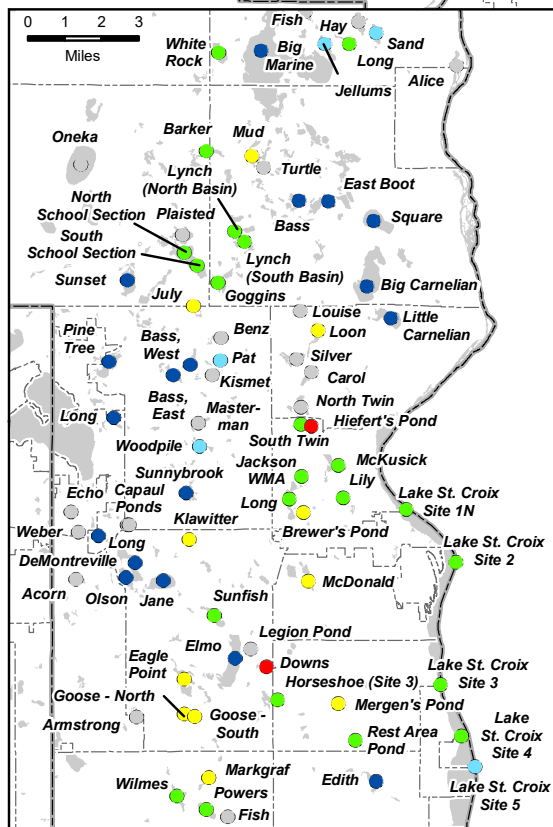 0 2 3
Miles
Fish
Hay
Sand
Long
Jellums
White
Rock
Big
Marine
Alice
Oneka
Barker
Mud
Turtle
Lynch
(North Basin)
East Boot
Bass
Square
North
School Section
Plaisted
South
School Section
Lynch
(South Basin)
Sunset
Goggins
Big Carnelian
July
Louise
Little
Carnelian
Loon
Pine
Tree
Bass,
West
Benz
Pat
Kismet
Silver
Carol
Bass,
East
North Twin
Long
Master-
man
Hiefert's Pond
South Twin
Woodpile
McKusick
Jackson
WMA
Lily
Sunnybrook
Long
Lake St. Croix
Site 1N
Echo
Capaul
Ponds
Klawitter
Brewer's Pond
Weber
Long
Lake St. Croix
Site 2
DeMontreville
Acorn
Olson
Jane
McDonald
Sunfish
Legion Pond
Elmo
Downs
Eagle
Point
Horseshoe (Site 3)
Lake St. Croix
Site 3
Goose - North
Mergen's Pond
Armstrong
Goose -
South
Rest Area
Pond
Lake
St. Croix
Site 4
Markgraf
Edith
Lake St. Croix
Site 5
Wilmes
Powers
Fish